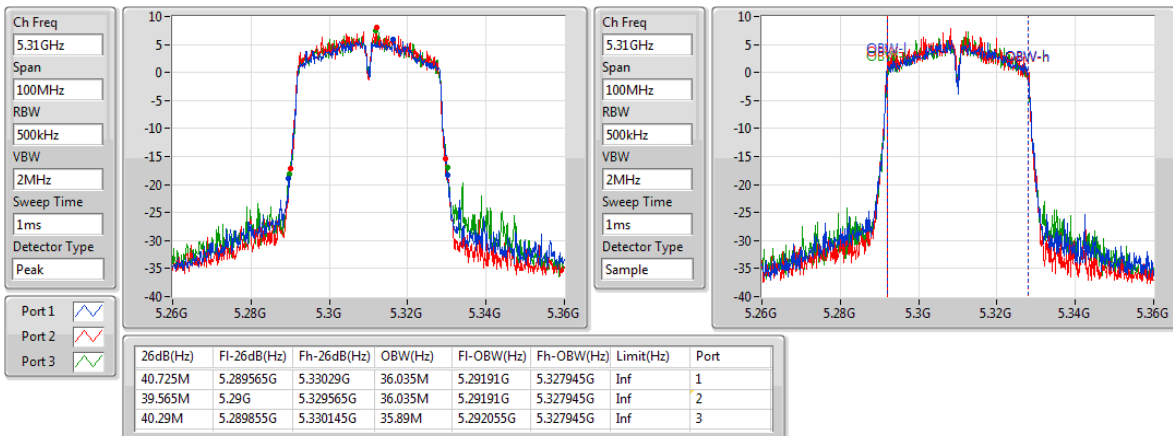 Ch Freq
5.31GHz
Span
100MHz
RBW
500kHz
VBW
2MHz
Sweep Time
1ms
Detector Type
Peak
Port 1
Port 2
Port 3
10
5
0
-5
-10
-15
-20
-25
-30
-35
-40
5.26G 5.28G 5.3G 5.32G 5.34G 5.36G
Ch Freq
5.31GHz
Span
100MHz
RBW
500kHz
VBW
2MHz
Sweep Time
1ms
Detector Type
Sample
10
5
0
-5
-10
-15
-20
-25
-30
-35
-40
OBW-h
5.26G 5.28G 5.3G 5.32G 5.34G 5.36G
26dB(Hz) Fl-26dB(Hz) Fh-26dB(Hz) OBW(Hz) Fl-OBW(Hz) Fh-OBW(Hz) Limit(Hz) Port
40.725M 5.289565G 5.33029G 36.035M 5.29191G 5.327945G Inf 1
39.565M 5.29G 5.329565G 36.035M 5.29191G 5.327945G Inf 2
40.29M 5.289855G 5.330145G 35.89M 5.292055G 5.327945G Inf 3